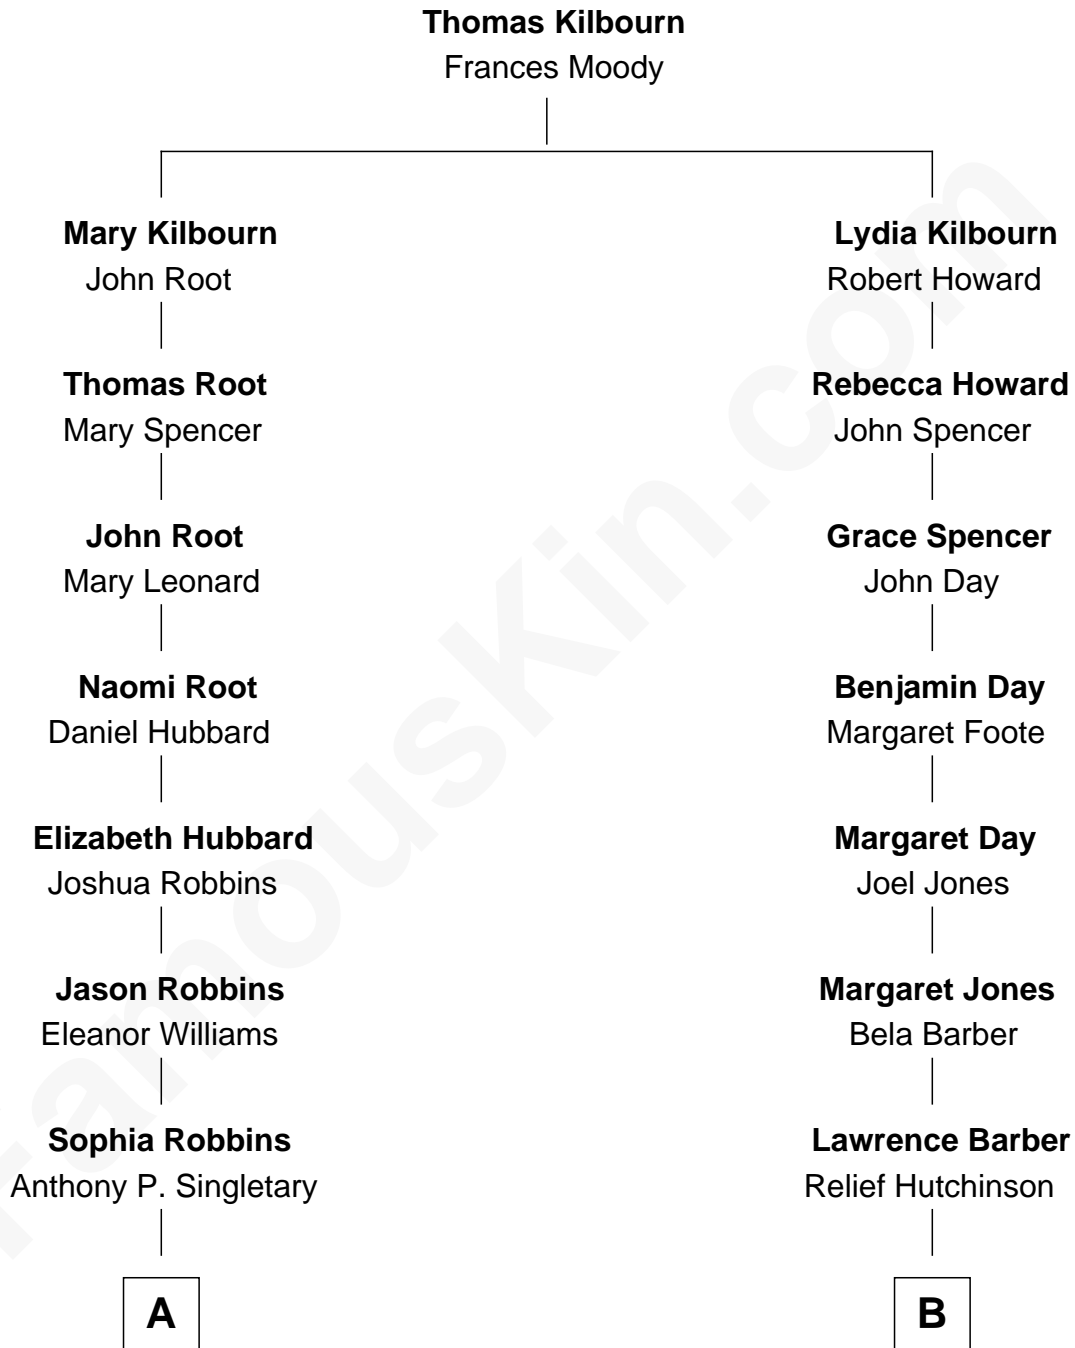 Thomas Kilbourn
Frances Moody
Mary Kilbourn
John Root
Lydia Kilbourn
Robert Howard
Thomas Root
Mary Spencer
Rebecca Howard
John Spencer
John Root
Mary Leonard
Grace Spencer
John Day
Naomi Root
Daniel Hubbard
Benjamin Day
Margaret Foote
Elizabeth Hubbard
Joshua Robbins
Margaret Day
Joel Jones
Jason Robbins
Eleanor Williams
Margaret Jones
Bela Barber
Sophia Robbins
Anthony P. Singletary
Lawrence Barber
Relief Hutchinson
A
B
FamousKin.com